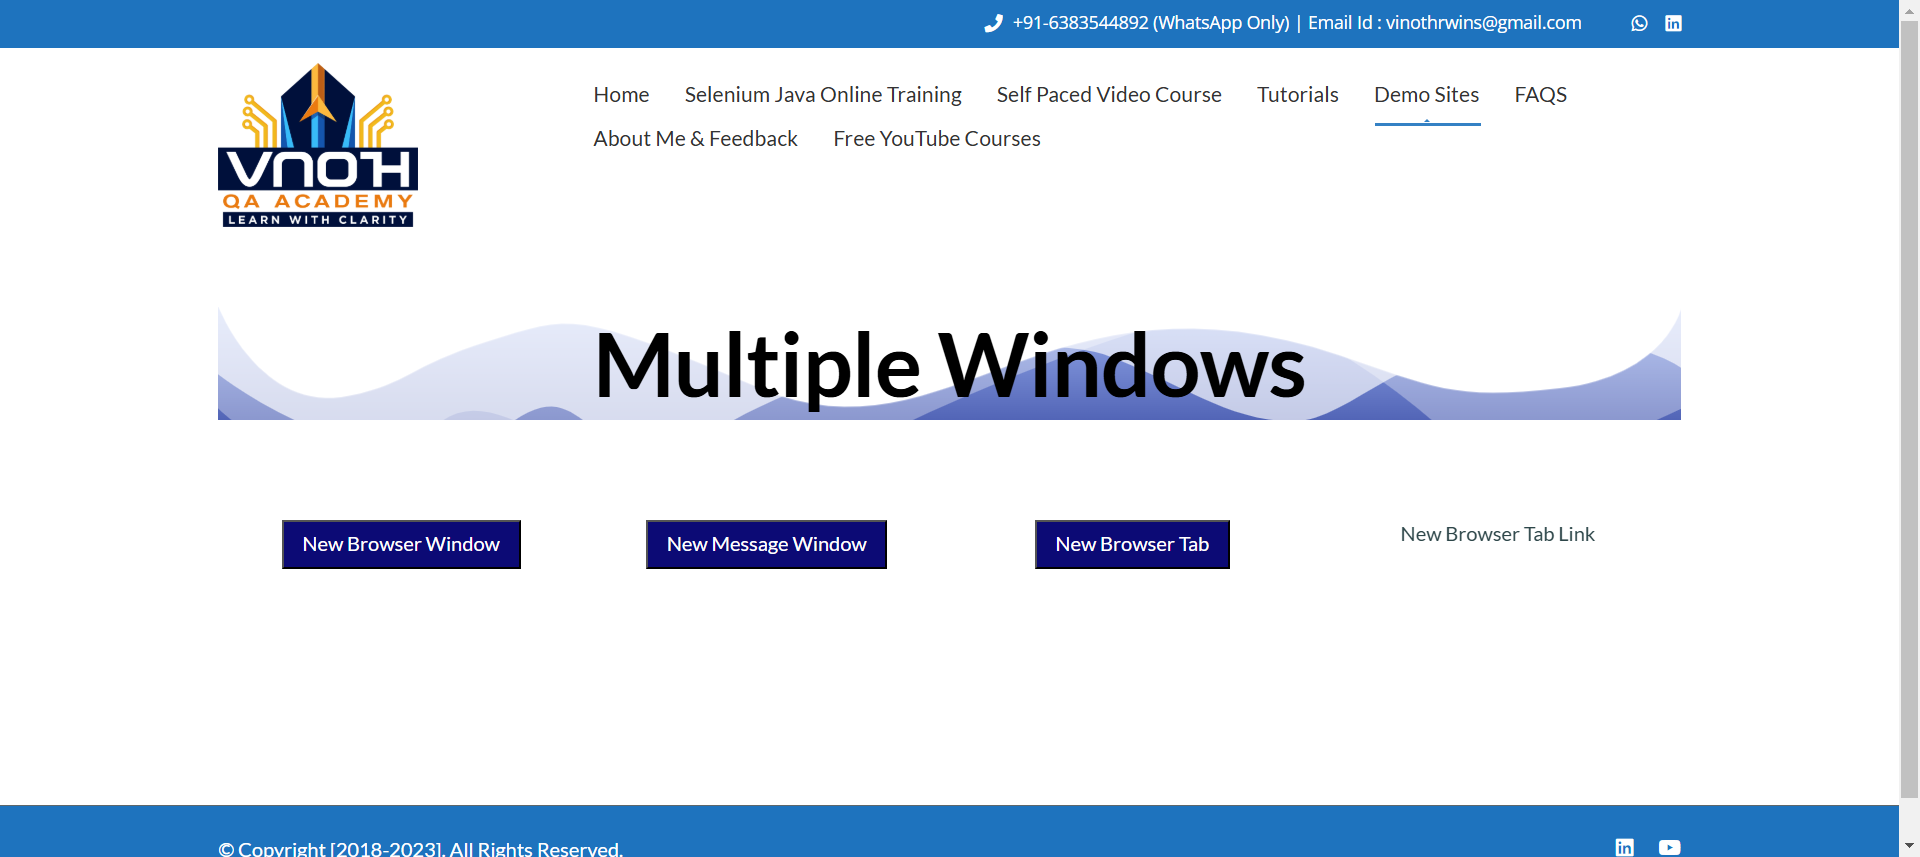 +91-6383544892 (WhatsApp Only) | Email Id : vinothrwins@gmail.com
VNOTH
QA ACADEMY
LEARN WITH CLARITY
Home Selenium Java Online Training Self Paced Video Course Tutorials Demo Sites FAQS
About Me & Feedback Free YouTube Courses
Multiple Windows
New Browser Window New Message Window New Browser Tab New Browser Tab Link
© Copyright [2018-2023]. All Rights Reserved.